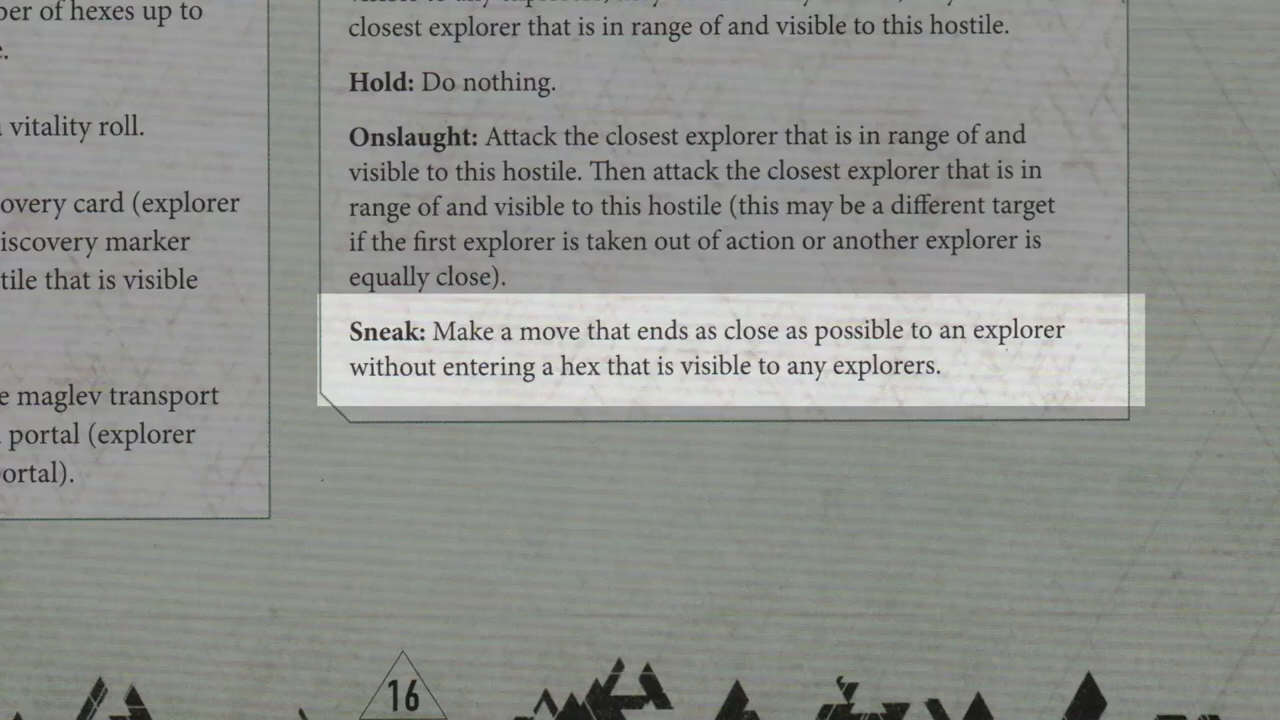 ber of hexes up to
e.
vitality roll.
overy card (explorer
iscovery marker
tile that is visible
e maglev transport
portal (explorer
ortal).
closest explorer that is in range of and visible to this hostile.
Hold: Do nothing.
Onslaught: Attack the closest explorer that is in range of and
visible to this hostile. Then attack the closest explorer that is in
range of and visible to this hostile (this may be a different target
if the first explorer is taken out of action or another explorer is
equally close).
Sneak: Make a move that ends as close as possible to an explorer
without entering a hex that is visible to any explorers.
16